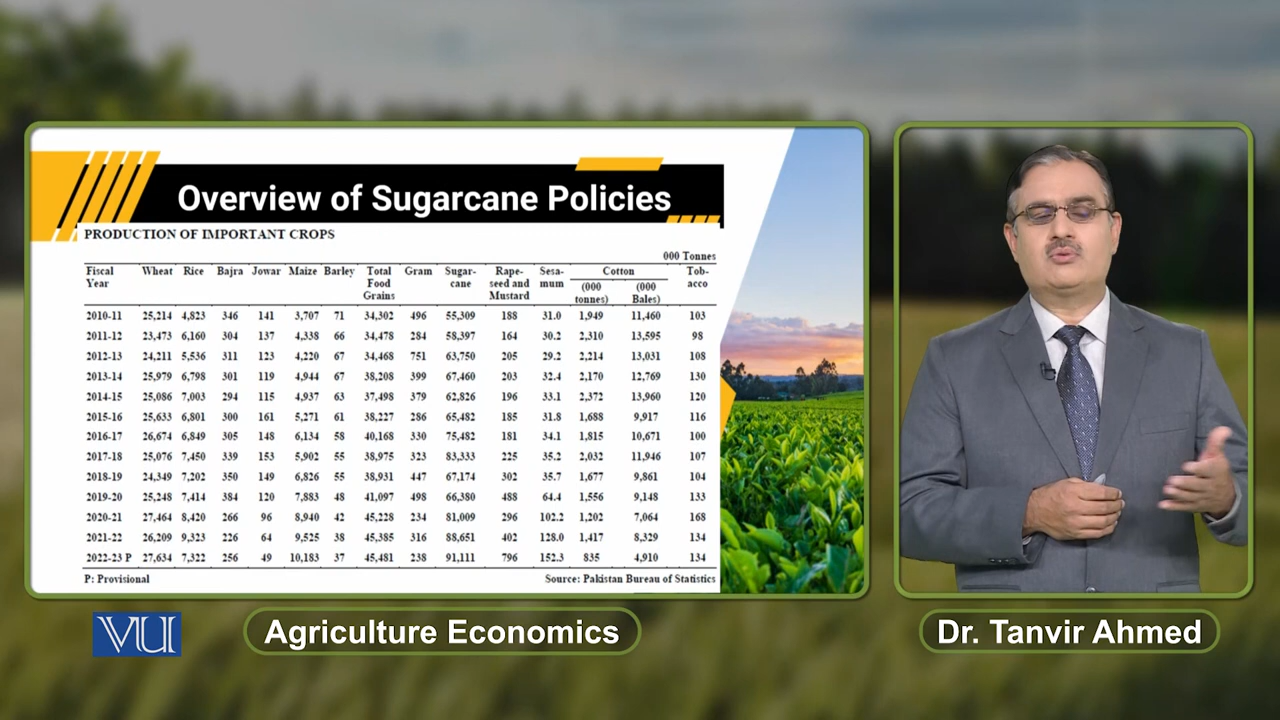 Overview of Sugarcane Policies
PRODUCTION OF IMPORTANT CROPS
000 Tonnes
Fiscal Year Wheat Rice Bajra Jowar Maize Barley Total Food Grains Gram Sugar-cane Rape-seed and Mustard Sesa-mum Cotton (000 tonnes) (000 Bales) Tob-acco
2010-11 25,214 4,823 346 141 3,707 71 34,302 496 55,309 188 31.0 1,949 11,460 103
2011-12 23,473 6,160 304 137 4,338 66 34,478 284 58,397 164 30.2 2,310 13,595 98
2012-13 24,211 5,536 311 123 4,220 67 34,468 751 63,750 205 29.2 2,214 13,031 108
2013-14 25,979 6,798 301 119 4,944 67 38,208 399 67,460 203 32.4 2,170 12,769 130
2014-15 25,086 7,003 294 115 4,937 63 37,498 379 62,826 196 33.1 2,372 13,960 120
2015-16 25,633 6,801 300 161 5,271 61 38,227 286 65,482 185 31.8 1,688 9,917 116
2016-17 26,674 6,849 305 148 6,134 58 40,168 330 75,482 181 34.1 1,815 10,671 100
2017-18 25,076 7,450 339 153 5,902 55 38,975 323 83,333 225 35.2 2,032 11,946 107
2018-19 24,349 7,202 350 149 6,826 55 38,931 447 67,174 302 35.7 1,677 9,861 104
2019-20 25,248 7,414 384 120 7,883 48 41,097 498 66,380 488 64.4 1,556 9,148 133
2020-21 27,464 8,420 266 96 8,940 42 45,228 234 81,009 296 102.2 1,202 7,064 168
2021-22 26,209 9,323 226 64 9,525 38 45,385 316 88,651 402 128.0 1,417 8,329 134
2022-23 P 27,634 7,322 256 49 10,183 37 45,481 238 91,111 796 152.3 835 4,910 134
P: Provisional Source: Pakistan Bureau of Statistics
VU
Agriculture Economics
Dr. Tanvir Ahmed